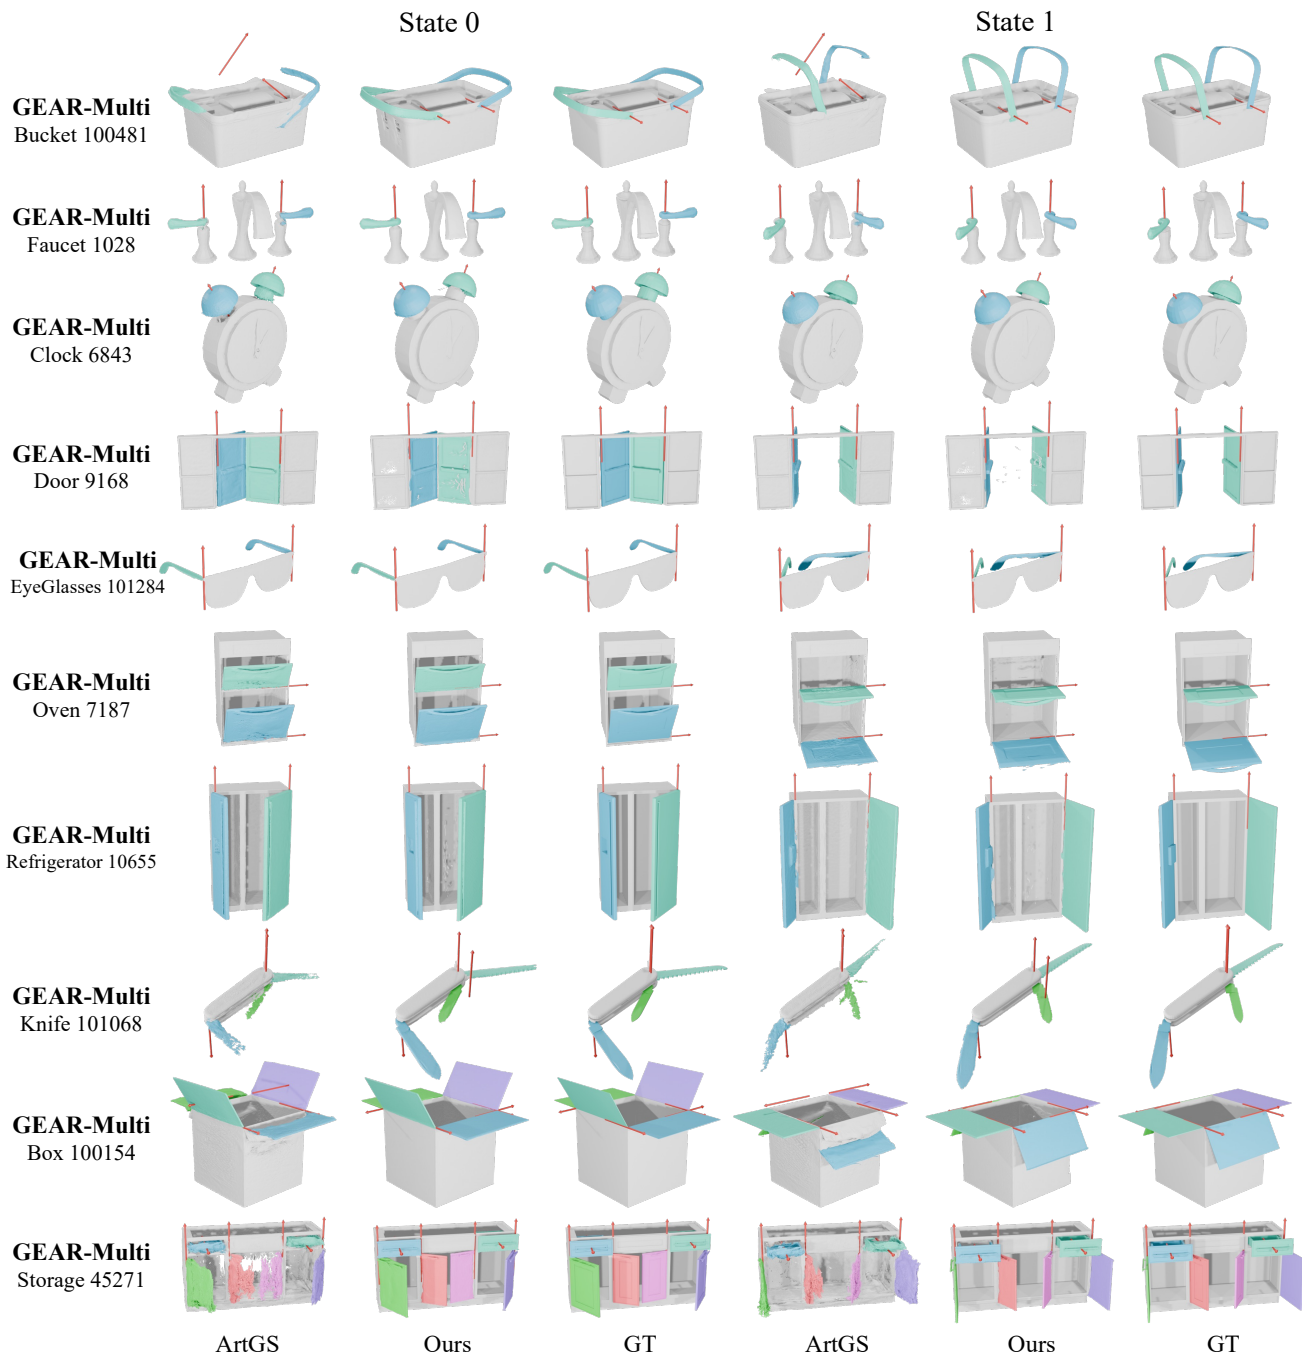 State 0
State 1
GEAR-Multi
Bucket 100481
GEAR-Multi
Faucet 1028
GEAR-Multi
Clock 6843
GEAR-Multi
Door 9168
GEAR-Multi
EyeGlasses 101284
GEAR-Multi
Oven 7187
GEAR-Multi
Refrigerator 10655
GEAR-Multi
Knife 101068
GEAR-Multi
Box 100154
GEAR-Multi
Storage 45271
ArtGS
Ours
GT
ArtGS
Ours
GT